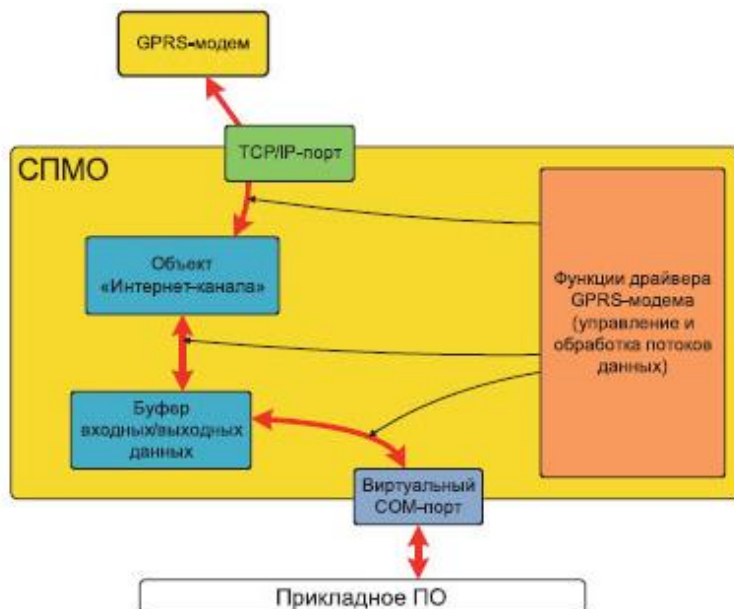 GPRS-модем
TCP/IP-порт
СПМО
Объект
«Интернет-канала»
Функции драйвера
GPRS-модема
(управление и
обработка потоков
данных)
Буфер
входных/выходных
данных
Виртуальный
COM-порт
Прикладное ПО